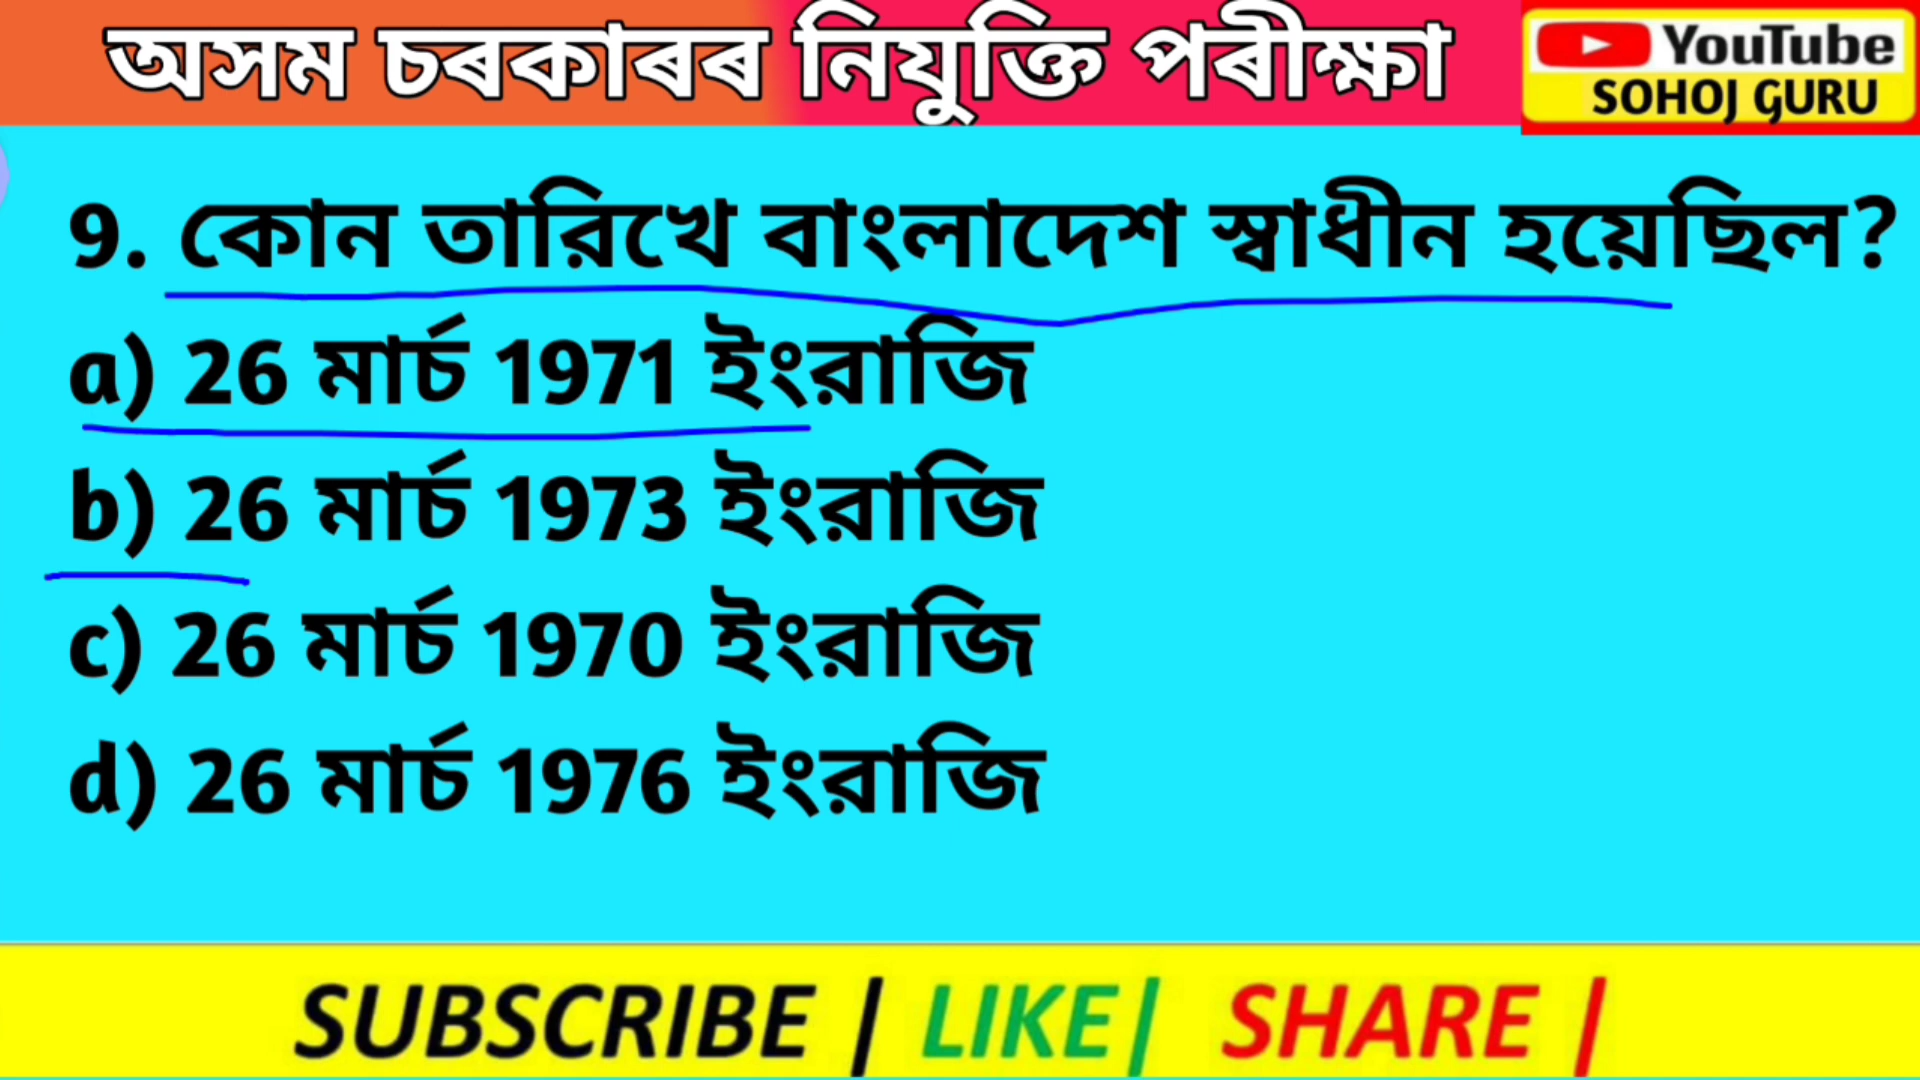 অসম চৰকাৰৰ নিযুক্তি পৰীক্ষা
YouTube
SOHOJ GURU
9. কোন তারিখে বাংলাদেশ স্বাধীন হয়েছিল?
a) 26 মার্চ 1971 ইংরাজি
b) 26 মার্চ 1973 ইংরাজি
c) 26 মার্চ 1970 ইংরাজি
d) 26 মার্চ 1976 ইংরাজি
SUBSCRIBE | LIKE| SHARE |